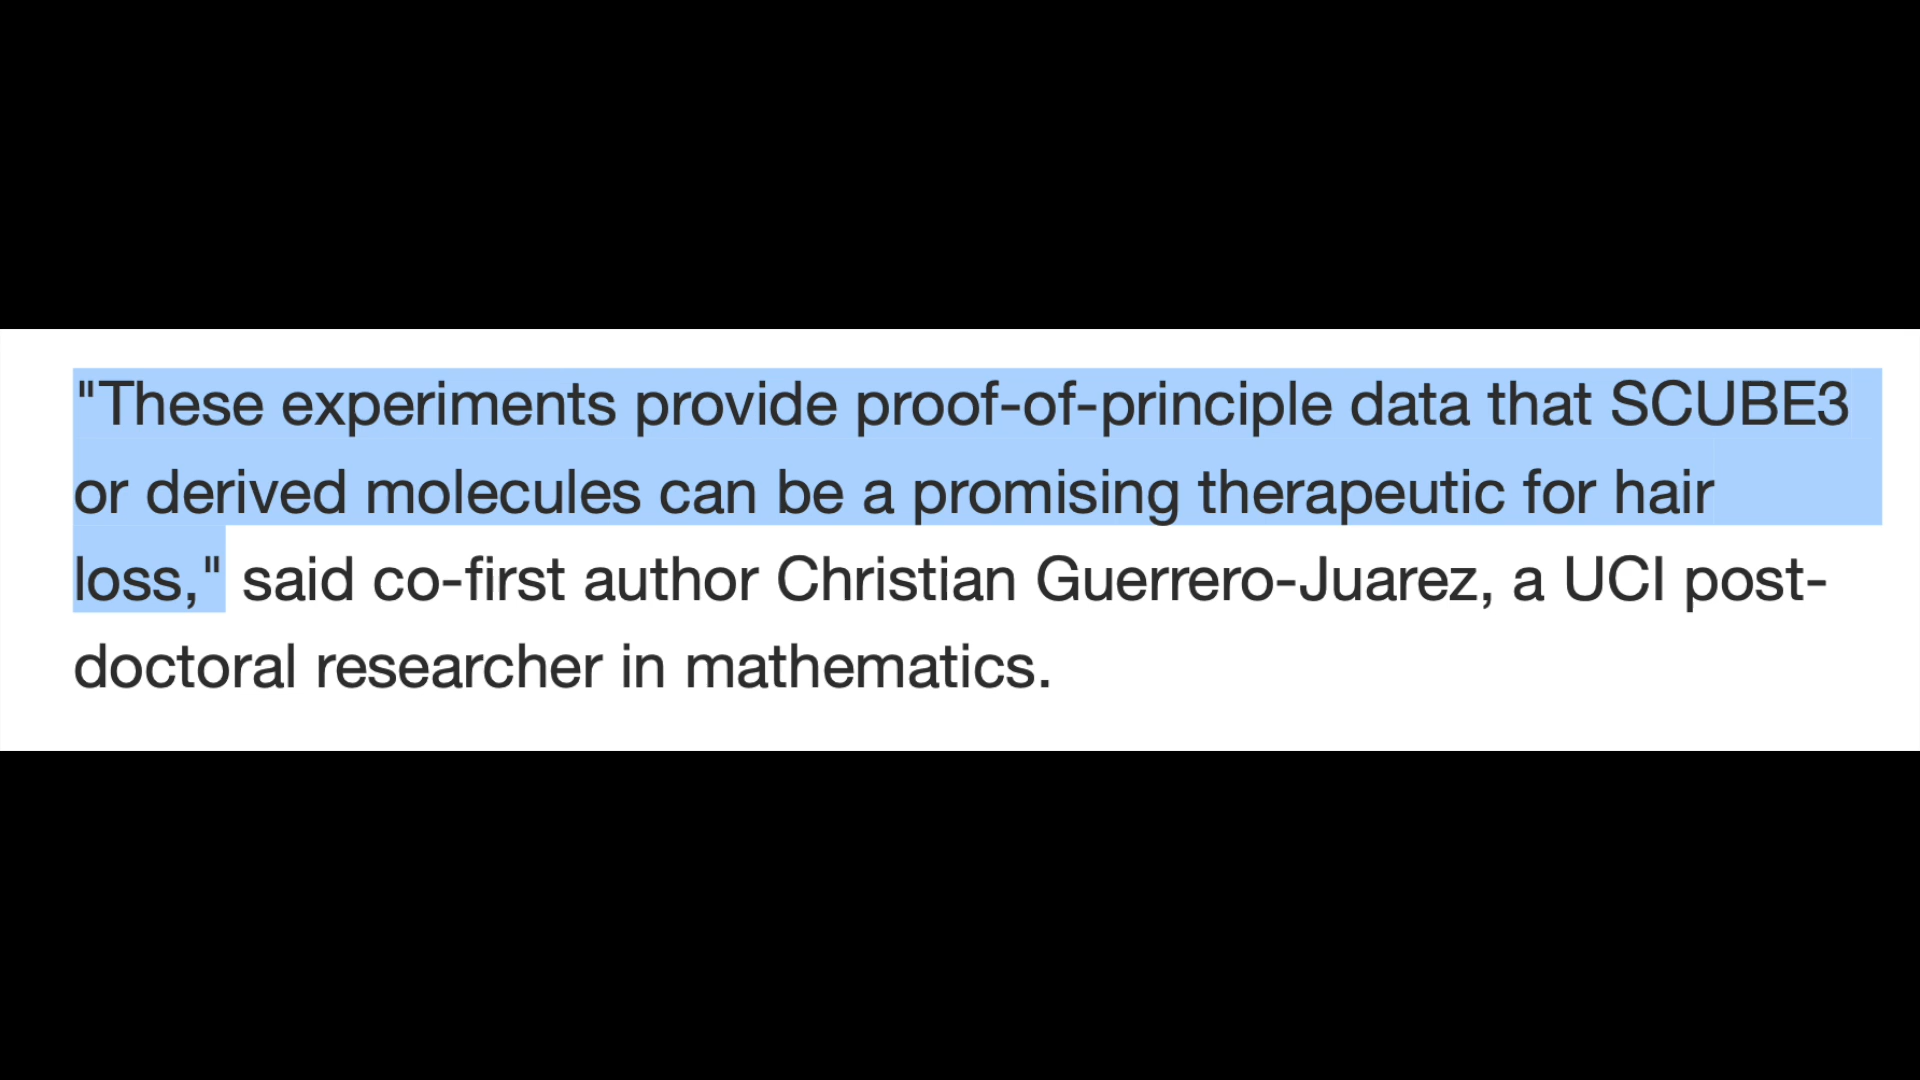 "These experiments provide proof-of-principle data that SCUBE3
or derived molecules can be a promising therapeutic for hair
loss," said co-first author Christian Guerrero-Juarez, a UCI post-
doctoral researcher in mathematics.